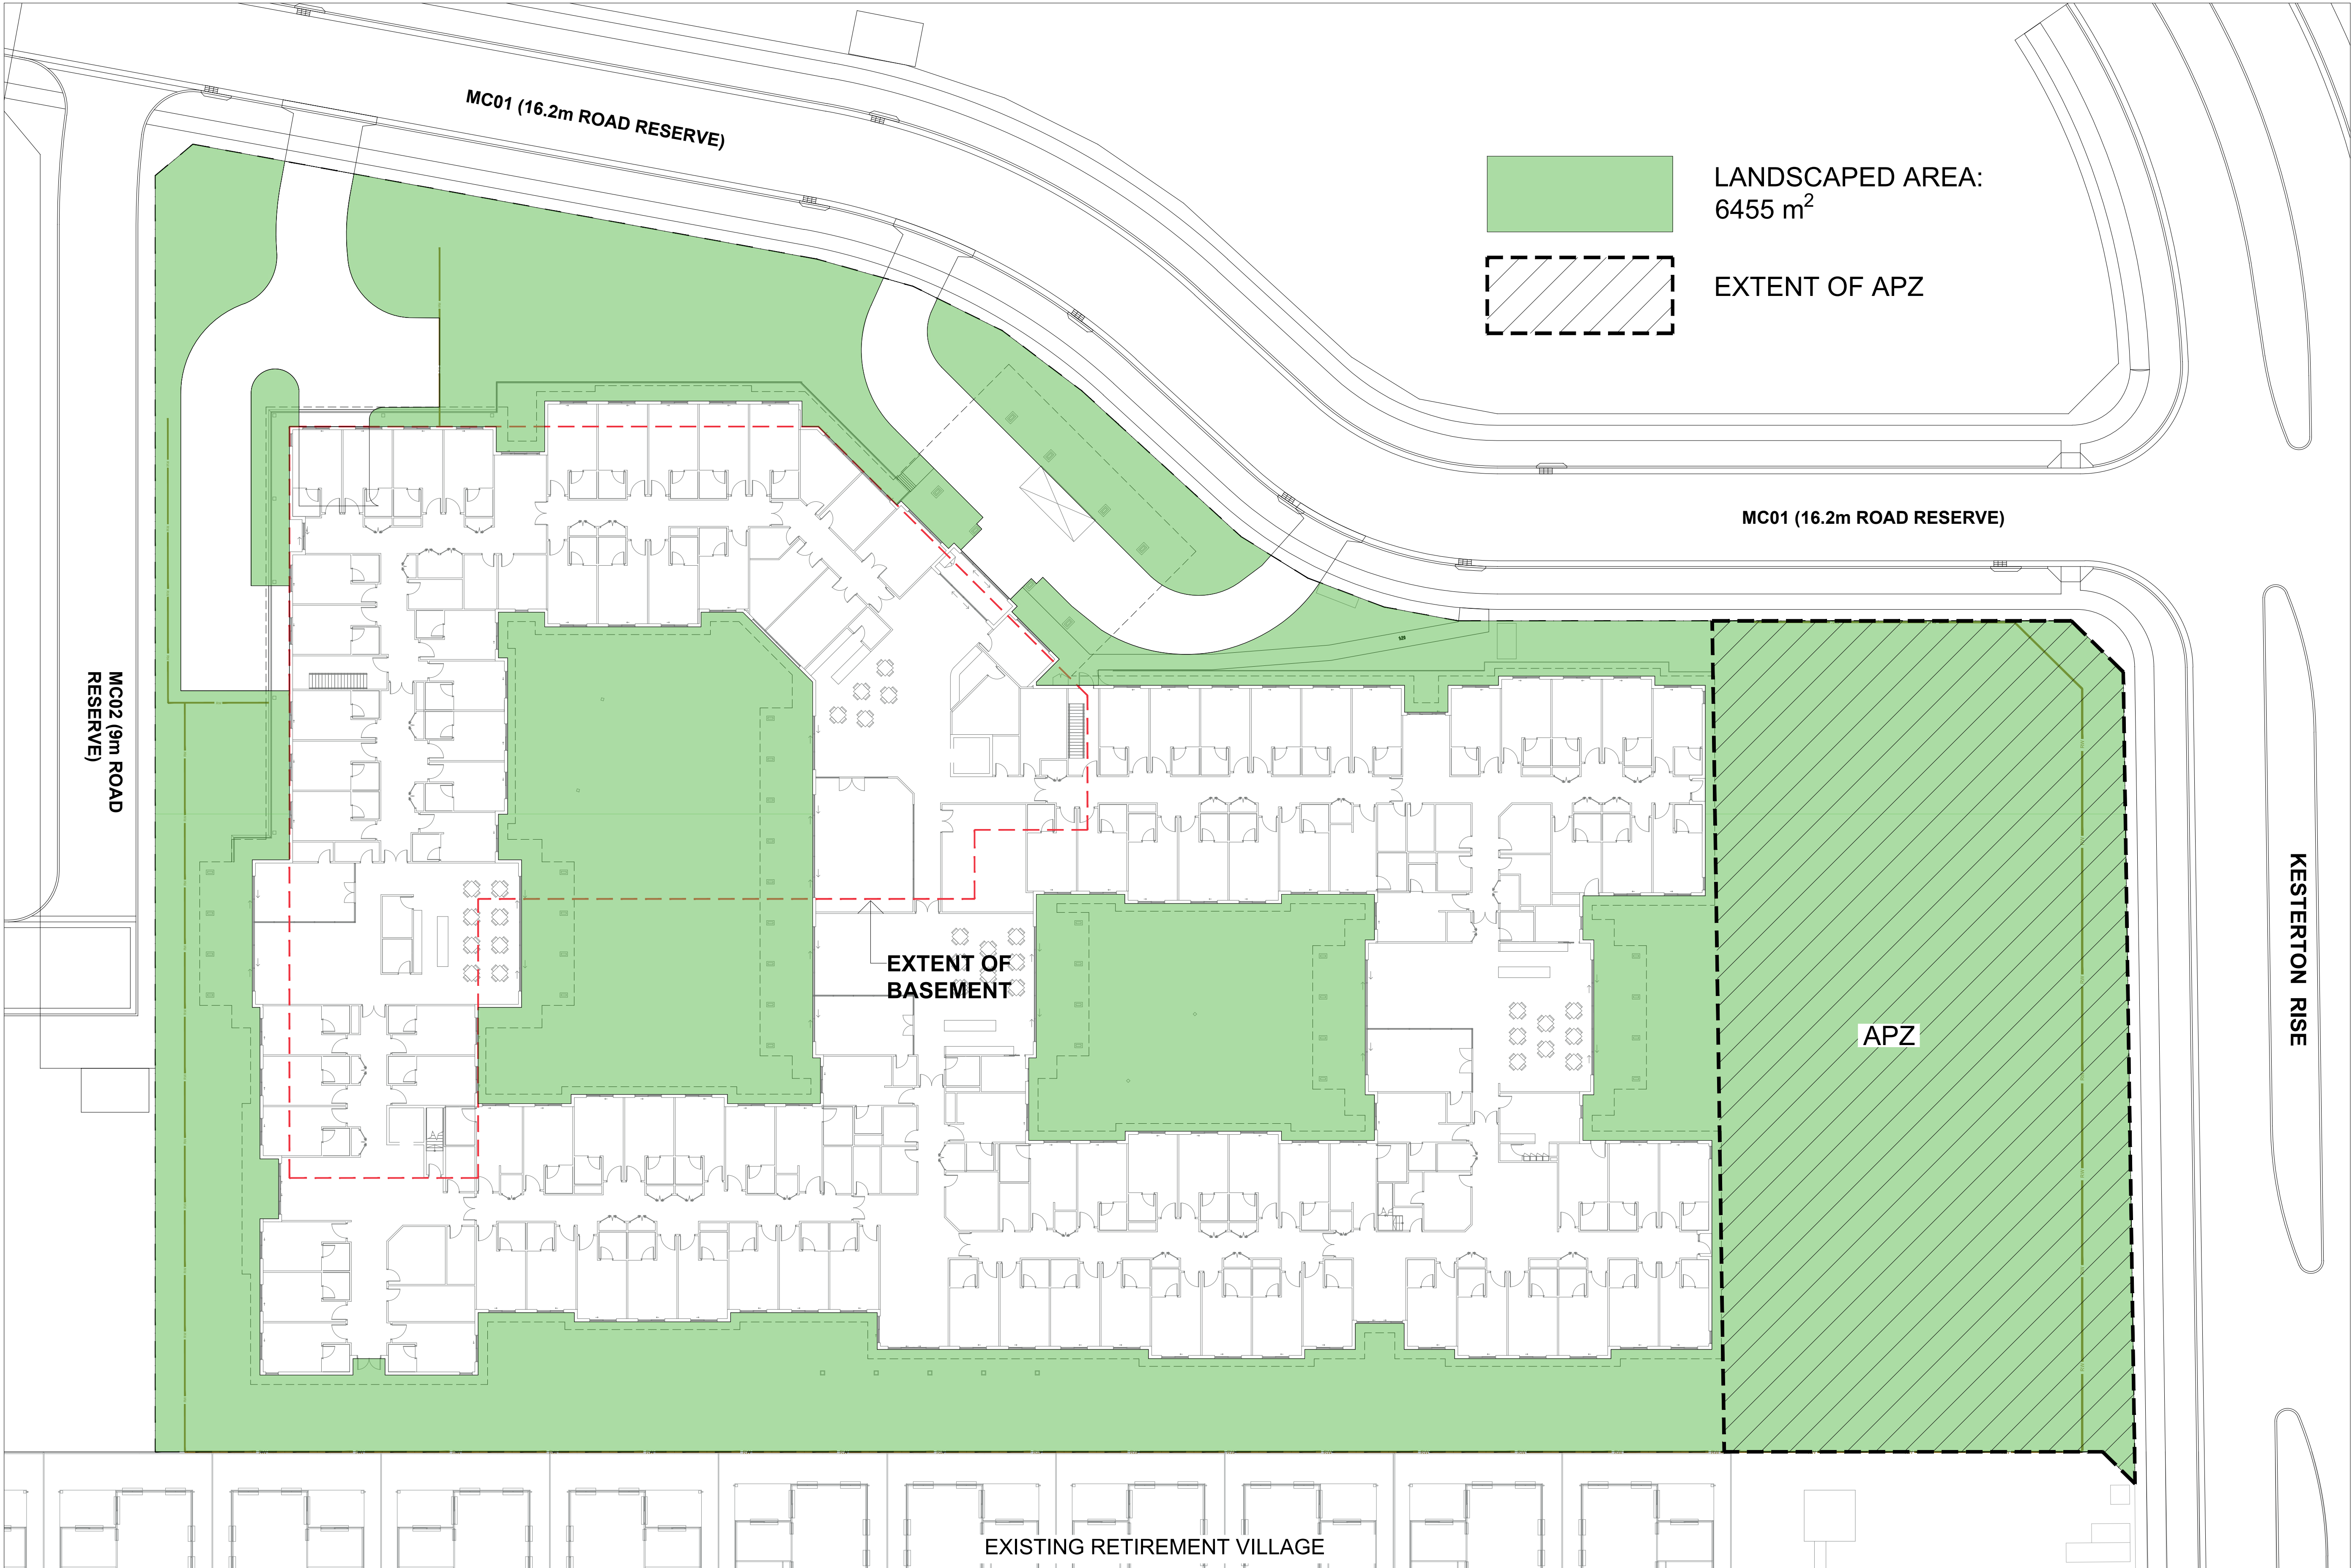 MC01 (16.2m ROAD RESERVE)
LANDSCAPED AREA:
6455 m²
EXTENT OF APZ
MC01 (16.2m ROAD RESERVE)
MC02 (9m ROAD
RESERVE)
EXTENT OF
BASEMENT
APZ
KESTERTON RISE
EXISTING RETIREMENT VILLAGE